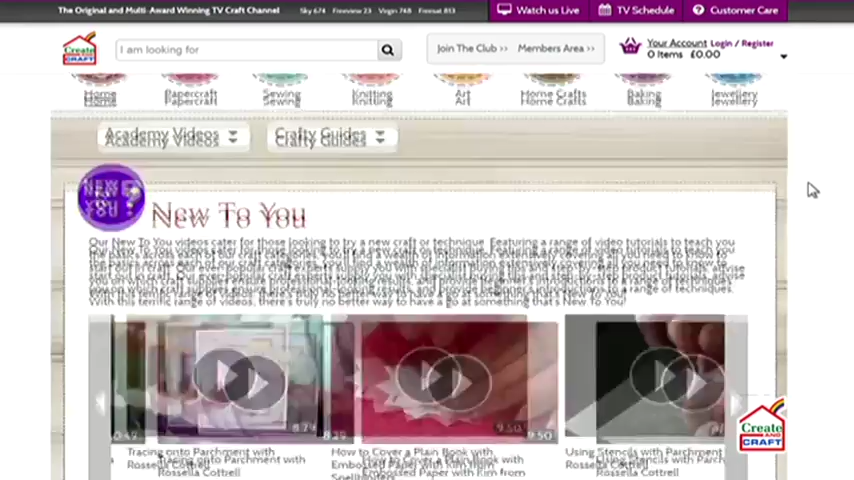 The Original and Multi-Award Winning TV Craft Channel Sky 674 Freeview 23 Virgin 748 Freesat 813 Watch us Live TV Schedule Customer Care
Create AND CRAFT
I am looking for
Join The Club >> Members Area >>
Your Account Login / Register
0 Items £0.00
Home Papercraft Sewing Knitting Art Home Crafts Baking Jewellery
Academy Videos Crafty Guides
NEW TO YOU?
New To You
Our New To You videos cater for those looking to try a new craft or technique. Featuring a range of video tutorials to teach you
with this terrific range of videos, there's truly no better way to have a go at something that's New To You!
8:29 9:50
Tracing onto Parchment with Rossella Cottrell
How to Cover a Plain Book with Embossed Paper with Kim from Spellbinders
Using Stencils with Parchment Rossella Cottrell
Create AND CRAFT